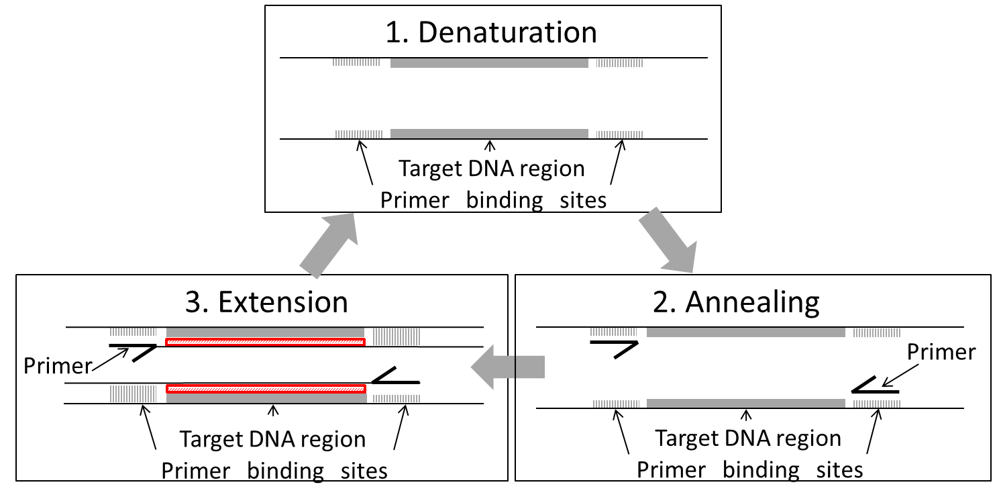 1. Denaturation
Target DNA region
Primer binding sites
3. Extension
Primer
Target DNA region
Primer binding sites
2. Annealing
Primer
Target DNA region
Primer binding sites